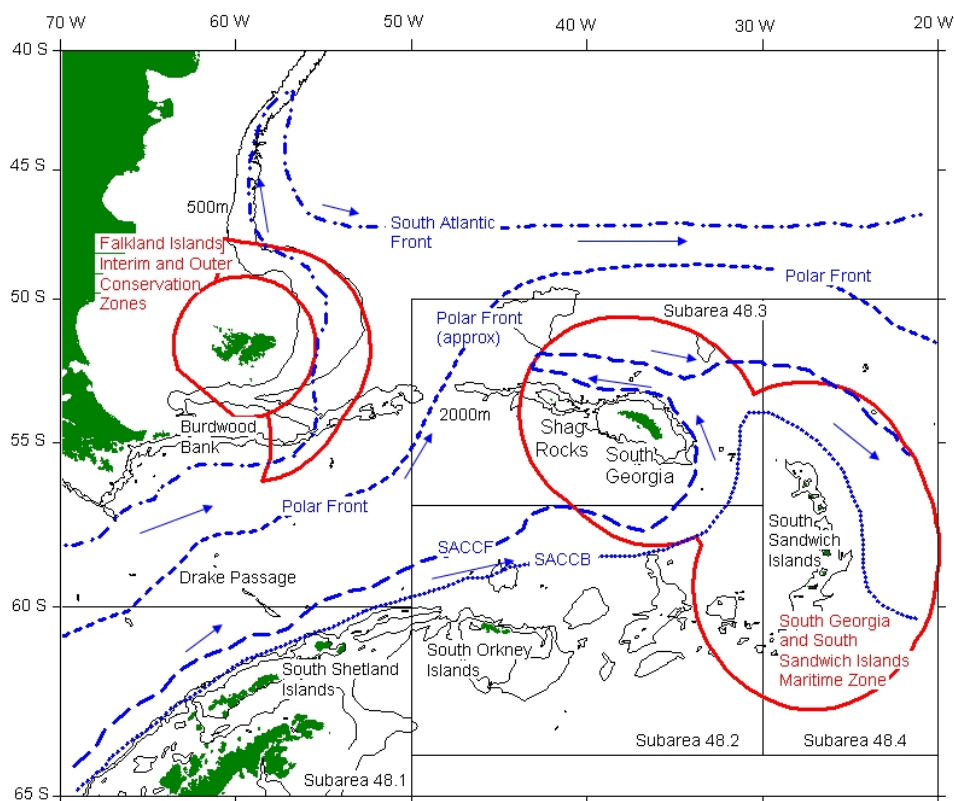 70 W
60 W
50 W
40 W
30 W
20 W
40 S
45 S
50 S
55 S
60 S
65 S
500m
South Atlantic
Front
Falkland Islands
Interim and Outer
Conservation
Zones
Polar Front
Polar Front
(approx)
Subarea 48.3
2000m
Burdwood
Bank
Shag
Rocks
South
Georgia
Polar Front
SACCF
SACCB
South
Sandwich
Islands
Drake Passage
South Georgia
and South
Sandwich Islands
Maritime Zone
South Shetland
Islands
South Orkney
Islands
Subarea 48.1
Subarea 48.2
Subarea 48.4